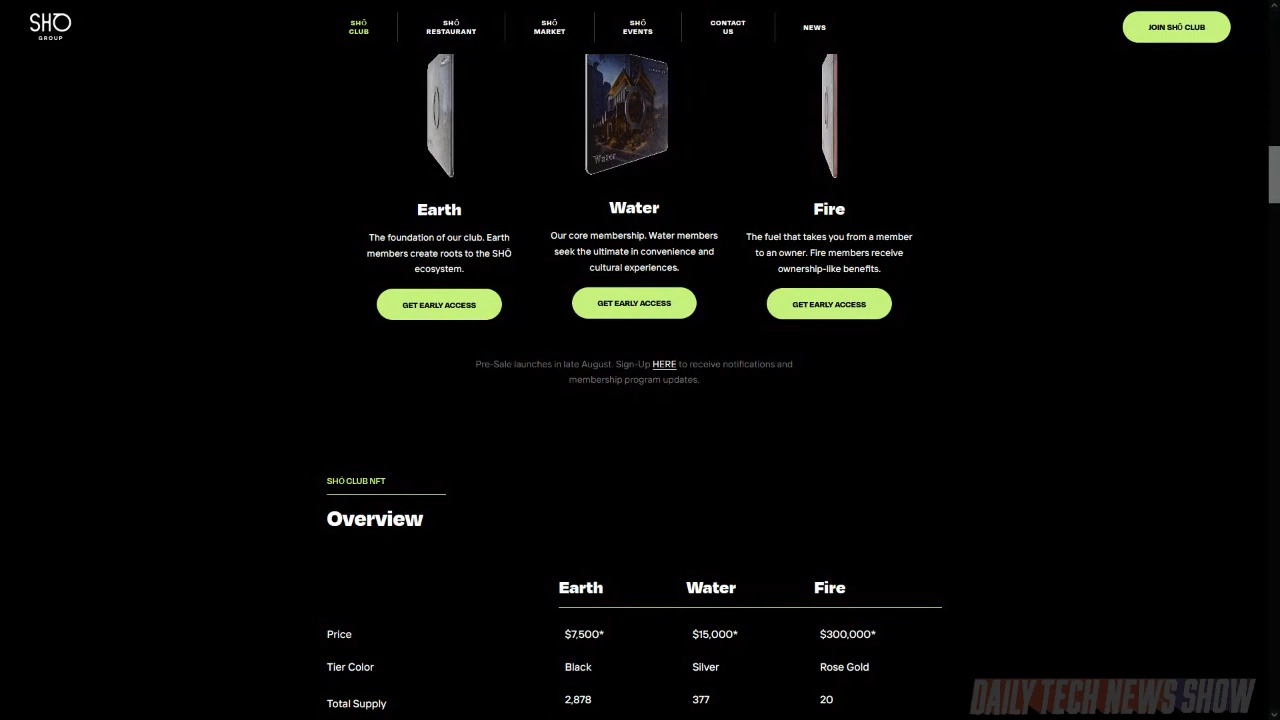 SHŌ
GROUP
SHŌ
CLUB
SHŌ
RESTAURANT
SHŌ
MARKET
SHŌ
EVENTS
CONTACT
US
NEWS
JOIN SHŌ CLUB
Water
Earth
The foundation of our club. Earth
members create roots to the SHŌ
ecosystem.
GET EARLY ACCESS
Water
Our core membership. Water members
seek the ultimate in convenience and
cultural experiences.
GET EARLY ACCESS
Fire
The fuel that takes you from a member
to an owner. Fire members receive
ownership-like benefits.
GET EARLY ACCESS
Pre-Sale launches in late August. Sign-Up HERE to receive notifications and
membership program updates.
SHŌ CLUB NFT
Overview
Earth Water Fire
Price $7,500* $15,000* $300,000*
Tier Color Black Silver Rose Gold
Total Supply 2,878 377 20
DAILY TECH NEWS SHOW